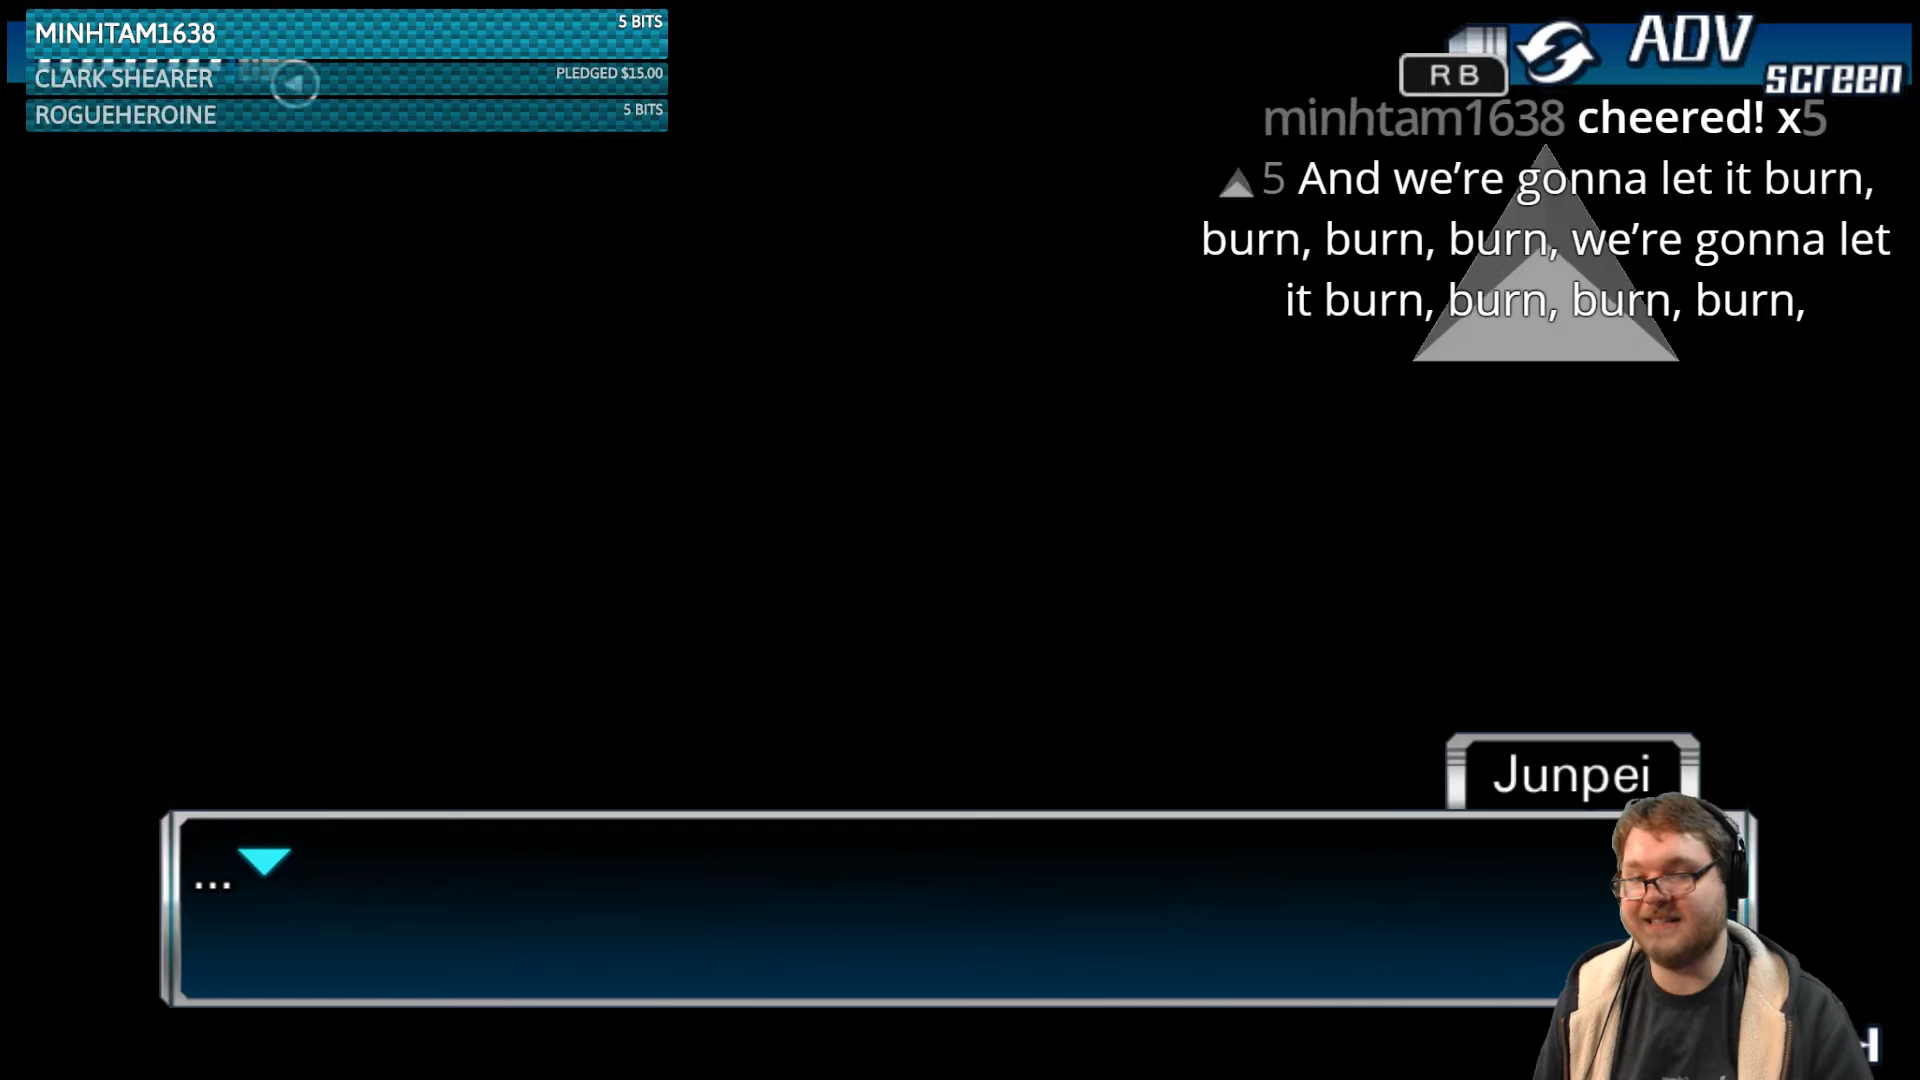 MINHTAM1638
5 BITS
CLARK SHEARER
PLEDGED $15.00
ROGUEHEROINE
5 BITS
RB
ADV
screen
minhtam1638 cheered! x5
5 And we’re gonna let it burn,
burn, burn, burn, we’re gonna let
it burn, burn, burn, burn,
Junpei
...